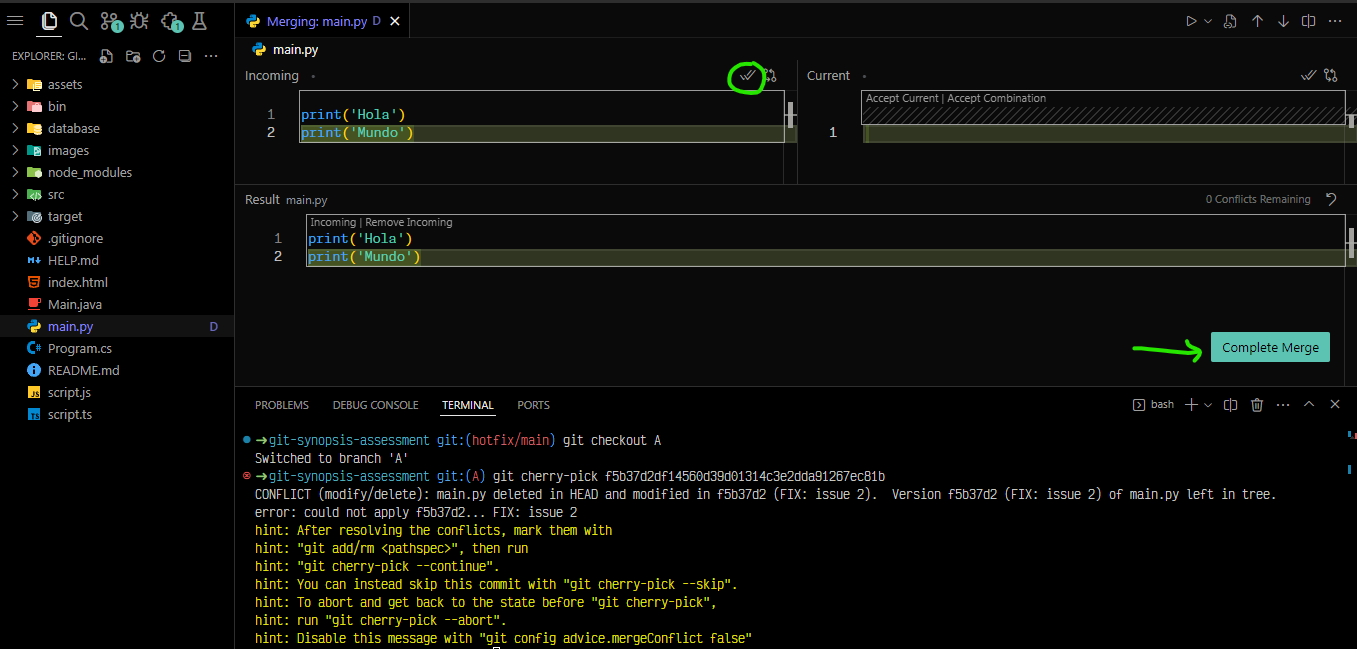 1
1
Merging: main.py D
EXPLORER: GI...
main.py
Incoming
Current
assets
bin
database
images
node_modules
src
target
.gitignore
HELP.md
index.html
Main.java
main.py D
Program.cs
README.md
script.js
script.ts
1 print('Hola')
2 print('Mundo')
Accept Current | Accept Combination
1
Result main.py
0 Conflicts Remaining
Incoming | Remove Incoming
1 print('Hola')
2 print('Mundo')
Complete Merge
PROBLEMS DEBUG CONSOLE TERMINAL PORTS
bash
➜git-synopsis-assessment git:(hotfix/main) git checkout A
Switched to branch 'A'
➜git-synopsis-assessment git:(A) git cherry-pick f5b37d2df14560d39d01314c3e2dda91267ec81b
CONFLICT (modify/delete): main.py deleted in HEAD and modified in f5b37d2 (FIX: issue 2).  Version f5b37d2 (FIX: issue 2) of main.py left in tree.
error: could not apply f5b37d2... FIX: issue 2
hint: After resolving the conflicts, mark them with
hint: "git add/rm <pathspec>", then run
hint: "git cherry-pick --continue".
hint: You can instead skip this commit with "git cherry-pick --skip".
hint: To abort and get back to the state before "git cherry-pick",
hint: run "git cherry-pick --abort".
hint: Disable this message with "git config advice.mergeConflict false"